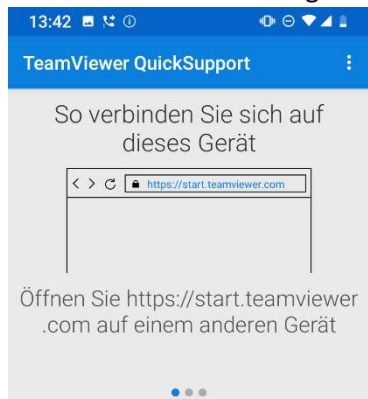 13:42
TeamViewer QuickSupport
So verbinden Sie sich auf
dieses Gerät
https://start.teamviewer.com
Öffnen Sie https://start.teamviewer
.com auf einem anderen Gerät